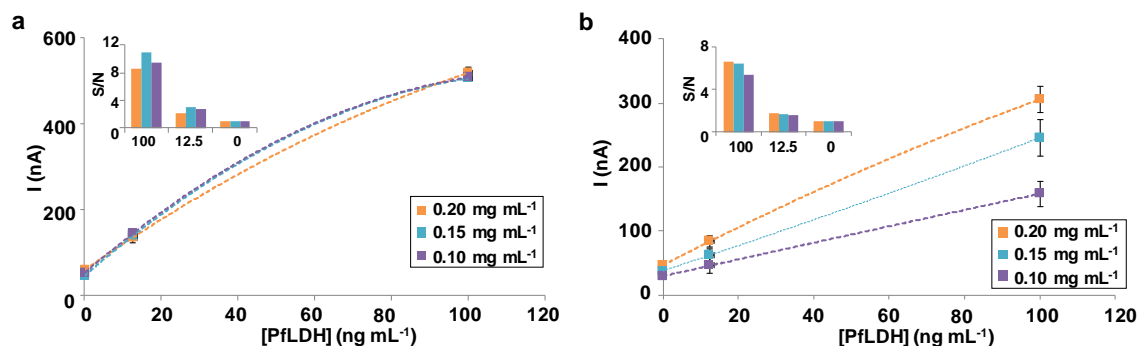 a
600
400
200
0
I (nA)
0 20 40 60 80 100 120
[PfLDH] (ng mL⁻¹)
12
8
4
0
S/N
100 12.5 0
0.20 mg mL⁻¹
0.15 mg mL⁻¹
0.10 mg mL⁻¹
b
400
300
200
100
0
I (nA)
0 20 40 60 80 100 120
[PfLDH] (ng mL⁻¹)
8
4
0
S/N
100 12.5 0
0.20 mg mL⁻¹
0.15 mg mL⁻¹
0.10 mg mL⁻¹